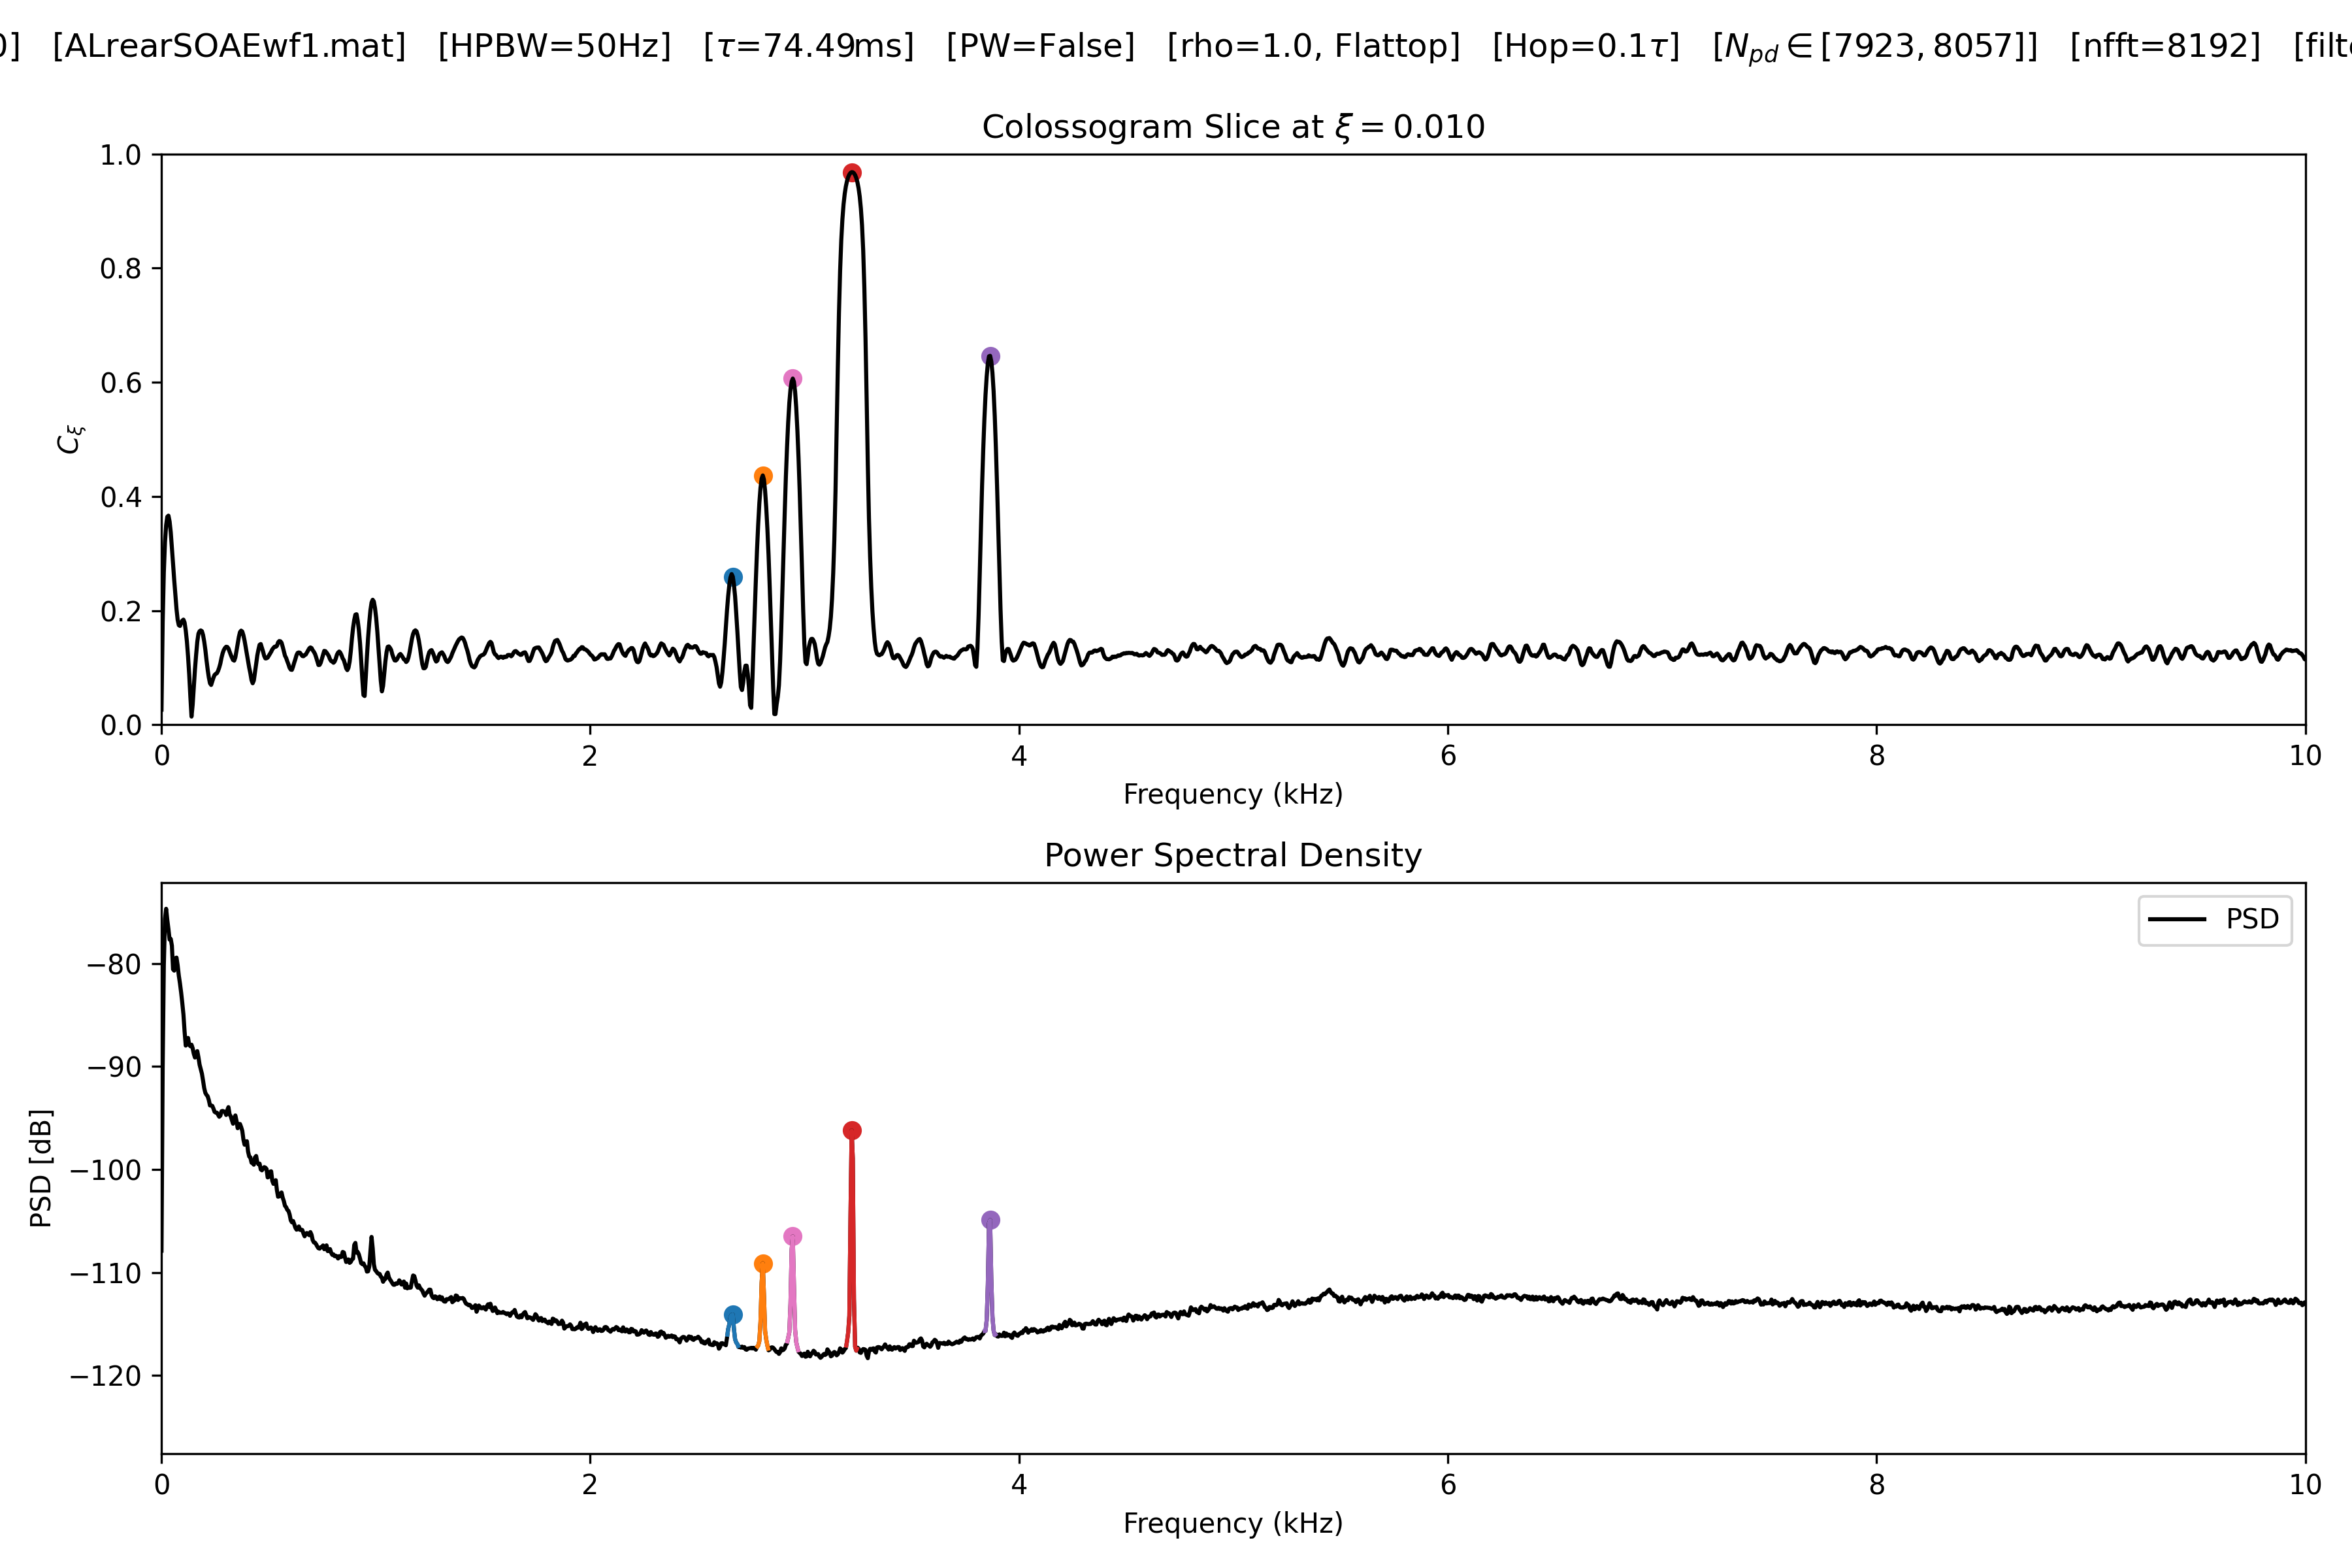 0] [ALrearSOAEwf1.mat] [HPBW=50Hz] [τ=74.49ms] [PW=False] [rho=1.0, Flattop] [Hop=0.1τ] [N_{pd} ∈ [7923, 8057]] [nfft=8192] [filt
Colossogram Slice at ξ = 0.010
1.0
0.8
0.6
0.4
0.2
0.0
C_ξ
0 2 4 6 8 10
Frequency (kHz)
Power Spectral Density
PSD
−80
−90
−100
−110
−120
PSD [dB]
0 2 4 6 8 10
Frequency (kHz)